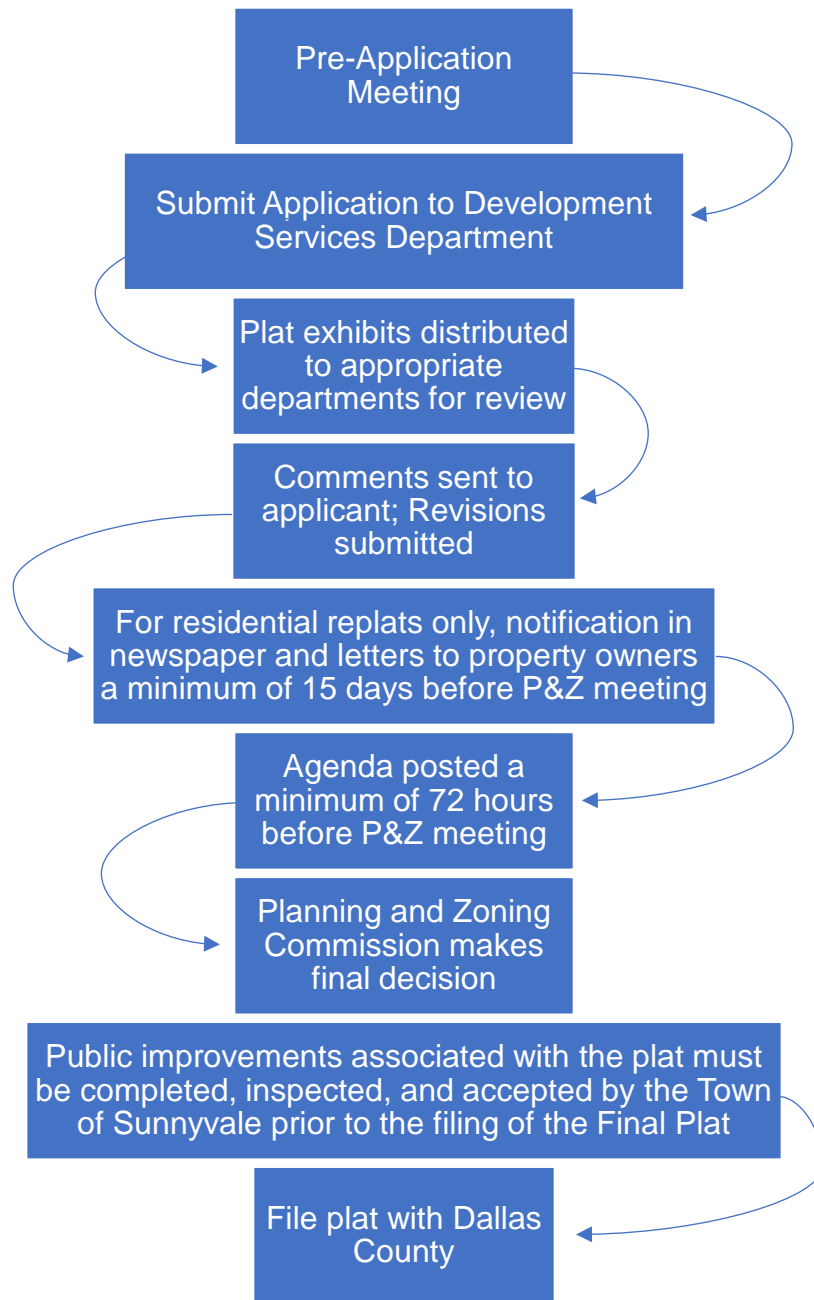 Pre-Application
Meeting
Submit Application to Development
Services Department
Plat exhibits distributed
to appropriate
departments for review
Comments sent to
applicant; Revisions
submitted
For residential replats only, notification in
newspaper and letters to property owners
a minimum of 15 days before P&Z meeting
Agenda posted a
minimum of 72 hours
before P&Z meeting
Planning and Zoning
Commission makes
final decision
Public improvements associated with the plat must
be completed, inspected, and accepted by the Town
of Sunnyvale prior to the filing of the Final Plat
File plat with Dallas
County